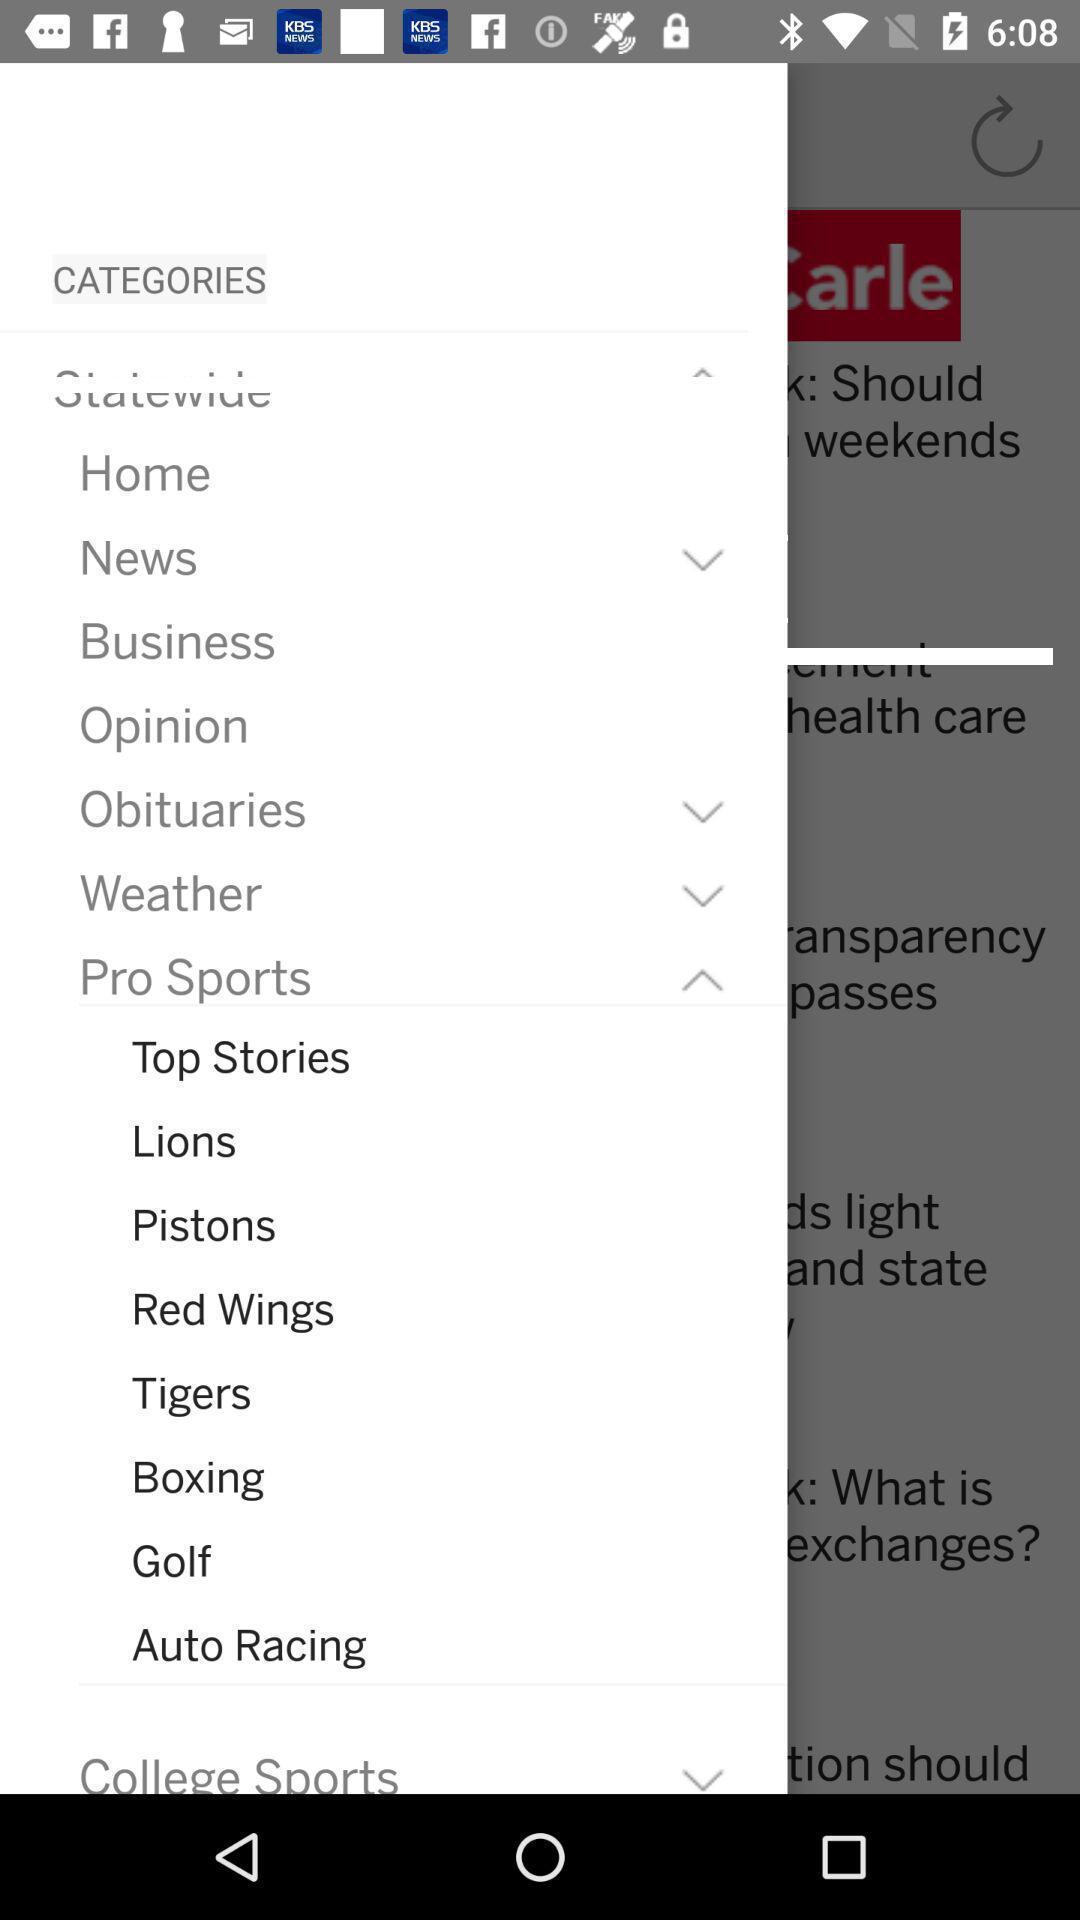 KBS NEWS
KBS NEWS
FAKE
6:08
CATEGORIES
Statewide
Home
News
Business
Opinion
Obituaries
Weather
Pro Sports
Top Stories
Lions
Pistons
Red Wings
Tigers
Boxing
Golf
Auto Racing
College Sports
Carle
k: Should
weekends
health care
ransparency
passes
ds light
and state
k: What is
exchanges?
tion should